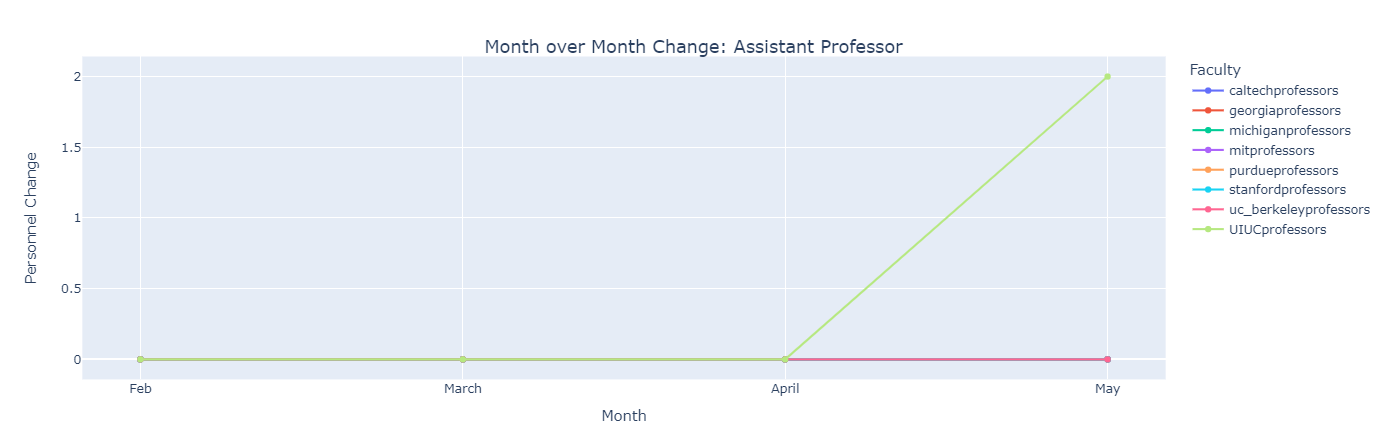 Month over Month Change: Assistant Professor
Personnel Change
2
1.5
1
0.5
0
Feb
March
April
May
Month
Faculty
caltechprofessors
georgiaprofessors
michiganprofessors
mitprofessors
purdueprofessors
stanfordprofessors
uc_berkeleyprofessors
UIUCprofessors